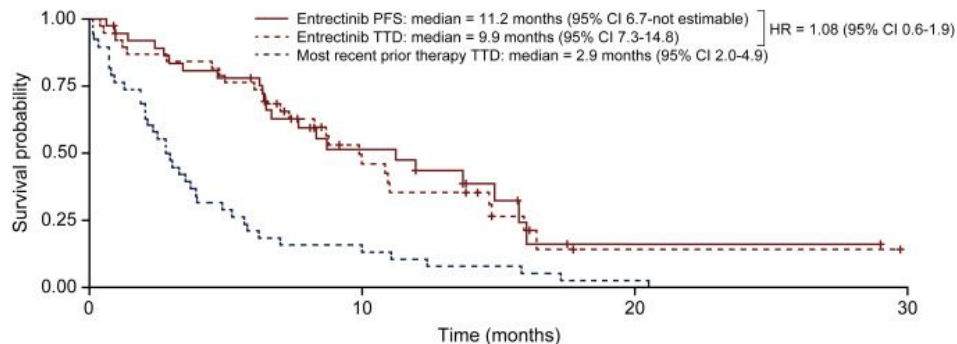 Entrectinib PFS: median = 11.2 months (95% CI 6.7-not estimable)
Entrectinib TTD: median = 9.9 months (95% CI 7.3-14.8)
HR = 1.08 (95% CI 0.6-1.9)
Most recent prior therapy TTD: median = 2.9 months (95% CI 2.0-4.9)
Survival probability
1.00
0.75
0.50
0.25
0.00
0 10 20 30
Time (months)